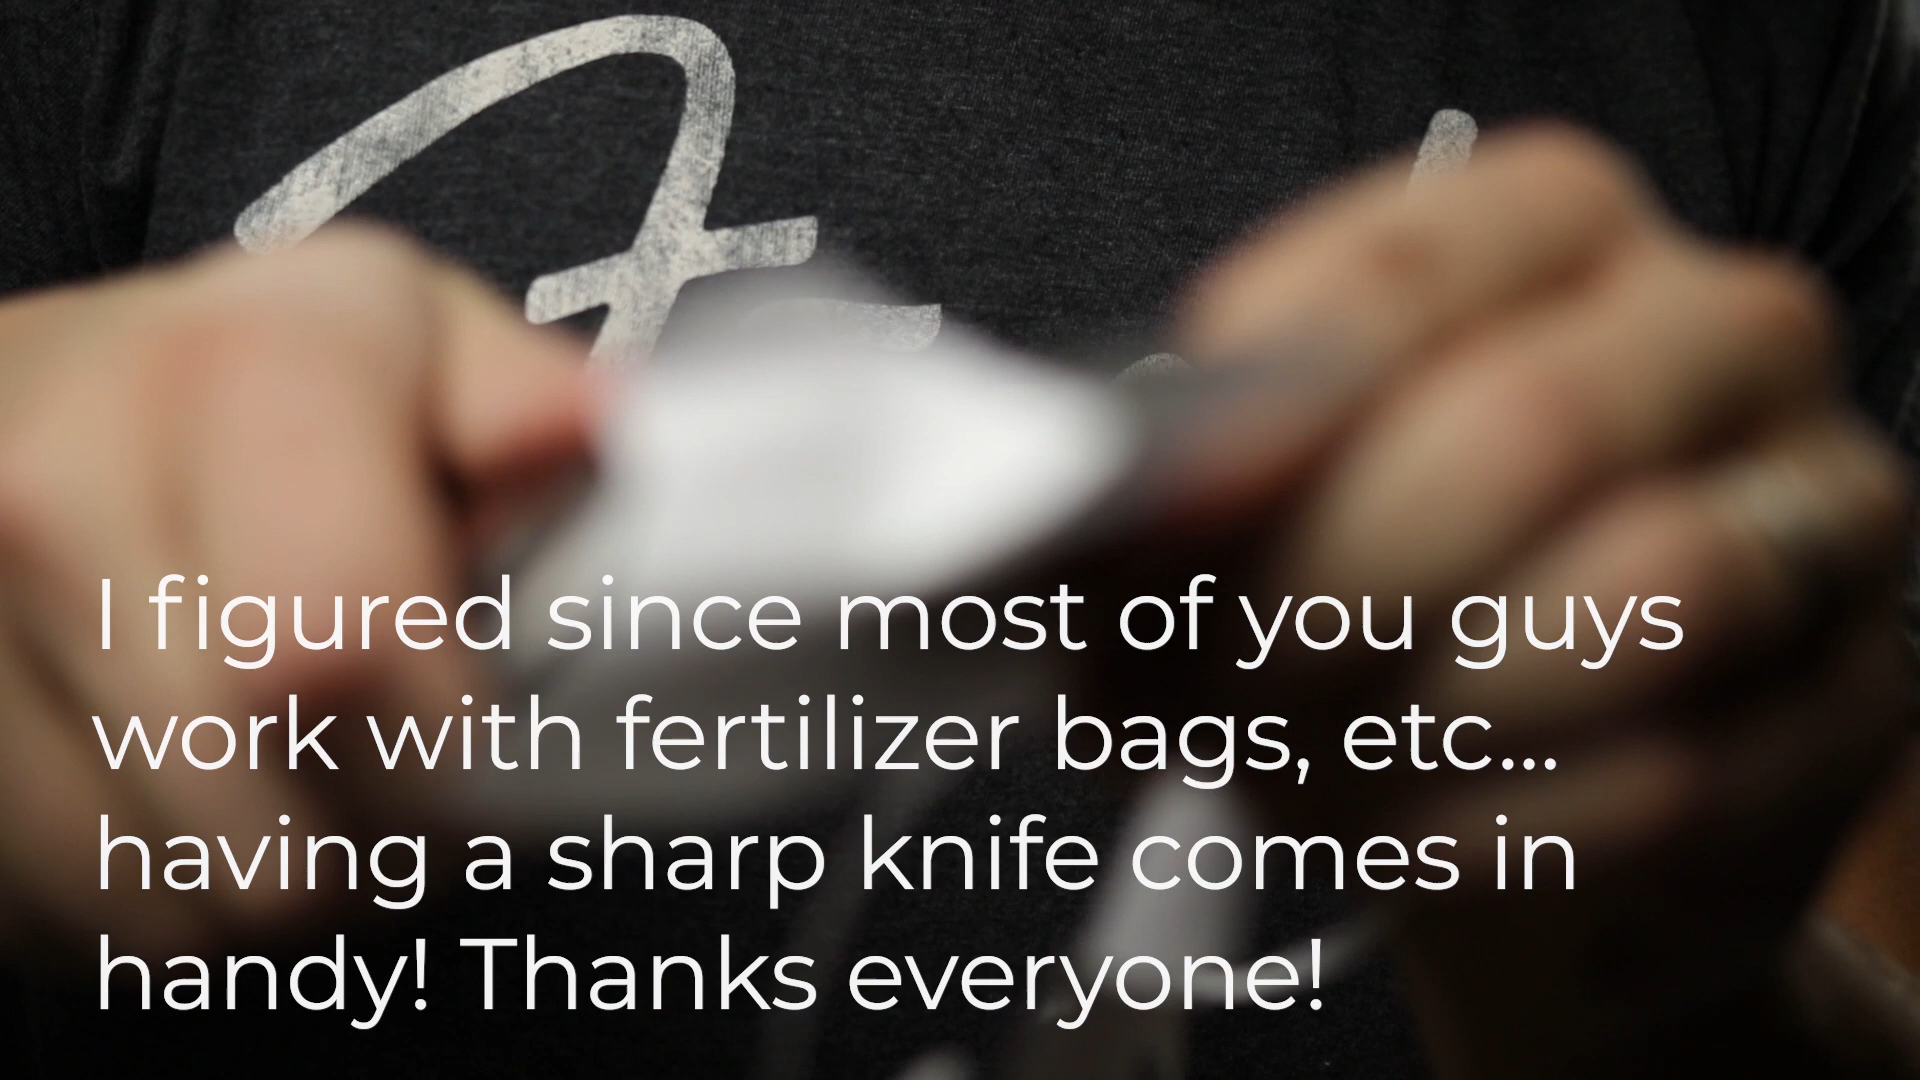 I figured since most of you guys
work with fertilizer bags, etc...
having a sharp knife comes in
handy! Thanks everyone!